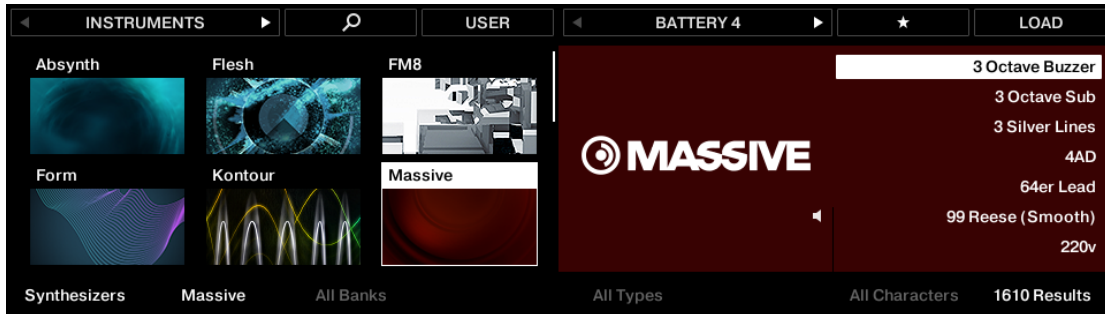 INSTRUMENTS
USER
BATTERY 4
LOAD
Absynth
Flesh
FM8
Form
Kontour
Massive
MASSIVE
3 Octave Buzzer
3 Octave Sub
3 Silver Lines
4AD
64er Lead
99 Reese (Smooth)
220v
Synthesizers
Massive
All Banks
All Types
All Characters
1610 Results